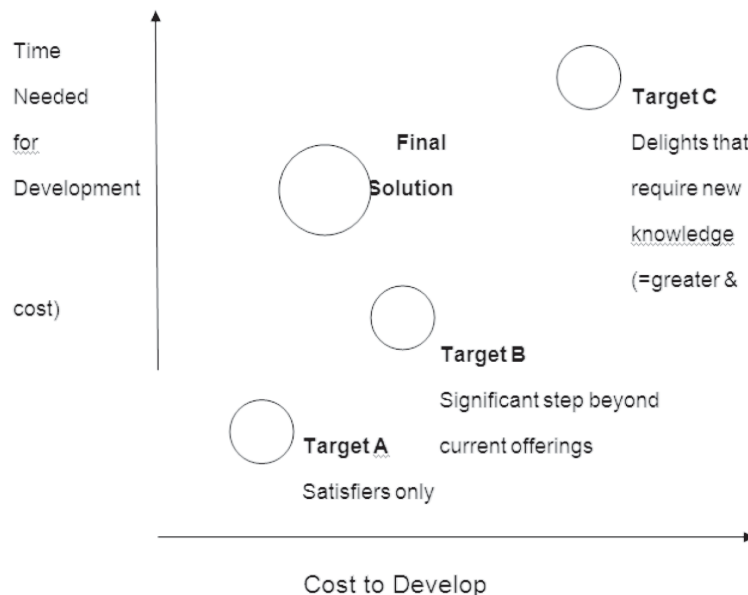 Time
Needed
for
Development
cost)
Target C
Delights that
require new
knowledge
(=greater &
Final
Solution
Target B
Significant step beyond
current offerings
Target A
Satisfiers only
Cost to Develop